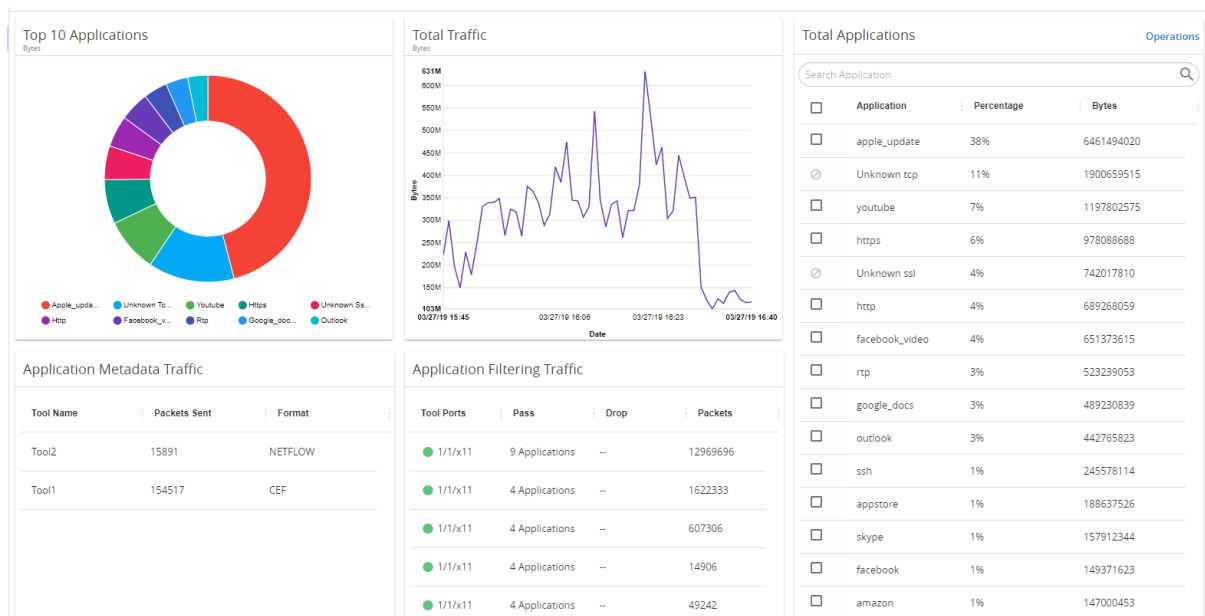 Top 10 Applications
Bytes
Apple_upda...
Unknown Tc...
Youtube
Https
Unknown Ss...
Http
Facebook_v...
Rtp
Google_doc...
Outlook
Total Traffic
Bytes
631M
600M
550M
500M
450M
400M
350M
300M
250M
200M
150M
103M
Bytes
03/27/19 15:45
03/27/19 16:06
03/27/19 16:23
03/27/19 16:40
Date
Total Applications
Operations
Search Application
Application Percentage Bytes
apple_update 38% 6461494020
Unknown tcp 11% 1900659515
youtube 7% 1197802575
https 6% 978088688
Unknown ssl 4% 742017810
http 4% 689268059
facebook_video 4% 651373615
rtp 3% 523239053
google_docs 3% 489230839
outlook 3% 442765823
ssh 1% 245578114
appstore 1% 188637526
skype 1% 157912344
facebook 1% 149371623
amazon 1% 147000453
Application Metadata Traffic
Tool Name Packets Sent Format
Tool2 15891 NETFLOW
Tool1 154517 CEF
Application Filtering Traffic
Tool Ports Pass Drop Packets
1/1/x11 9 Applications -- 12969696
1/1/x11 4 Applications -- 1622333
1/1/x11 4 Applications -- 607306
1/1/x11 4 Applications -- 14906
1/1/x11 4 Applications -- 49242